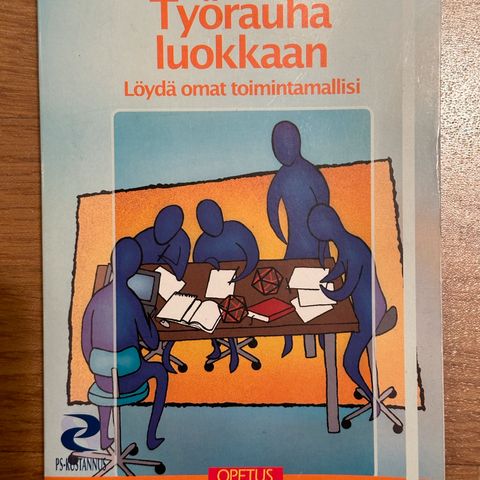 Työrauha
luokkaan
Löydä omat toimintamallisi
PS-KUSTANNUS
OPETUS